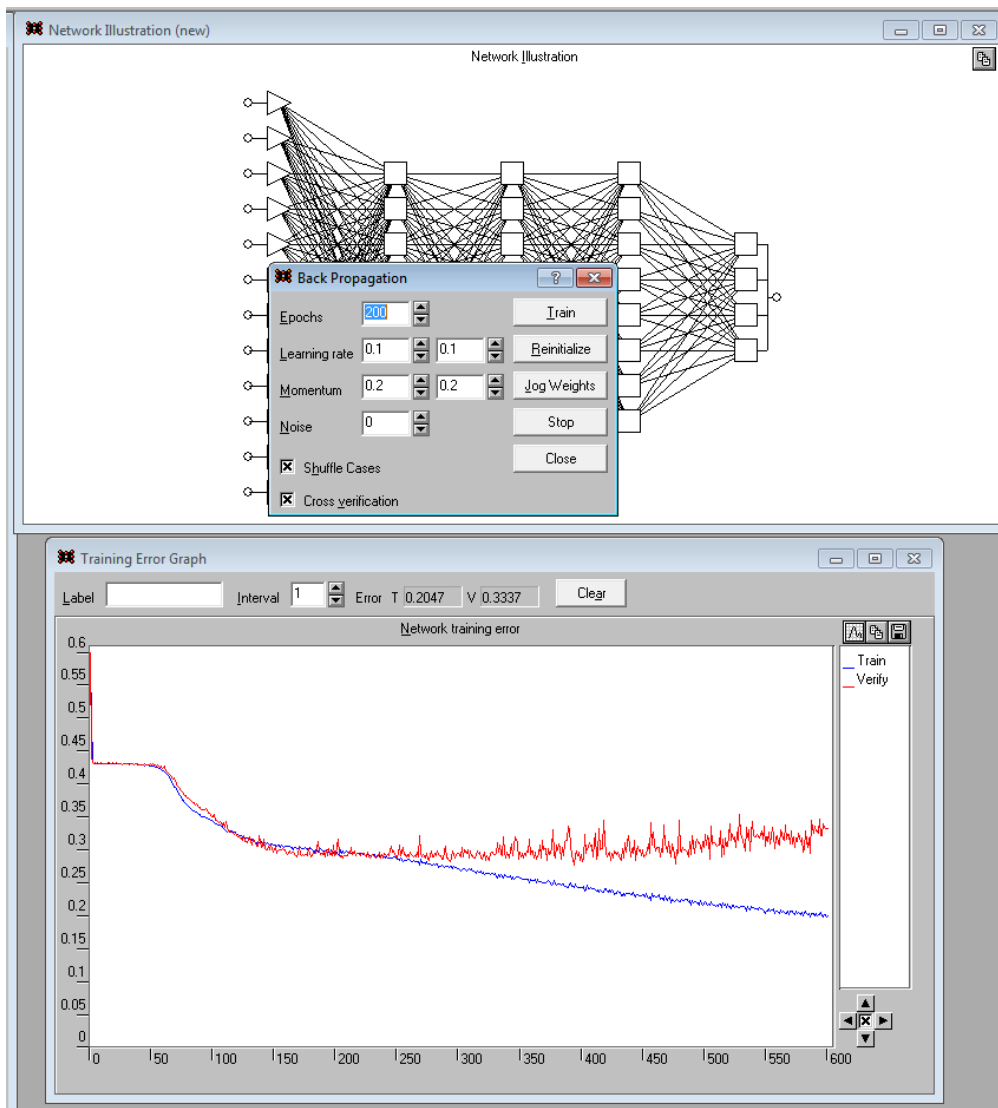 Network Illustration (new)
Network Illustration
Back Propagation
Epochs 200 Train
Learning rate 0.1 0.1 Reinitialize
Momentum 0.2 0.2 Jog Weights
Noise 0 Stop
Close
Shuffle Cases
Cross verification
Training Error Graph
Label Interval 1 Error T 0.2047 V 0.3337 Clear
Network training error
Train
Verify
0.6
0.55
0.5
0.45
0.4
0.35
0.3
0.25
0.2
0.15
0.1
0.05
0
0 50 100 150 200 250 300 350 400 450 500 550 600